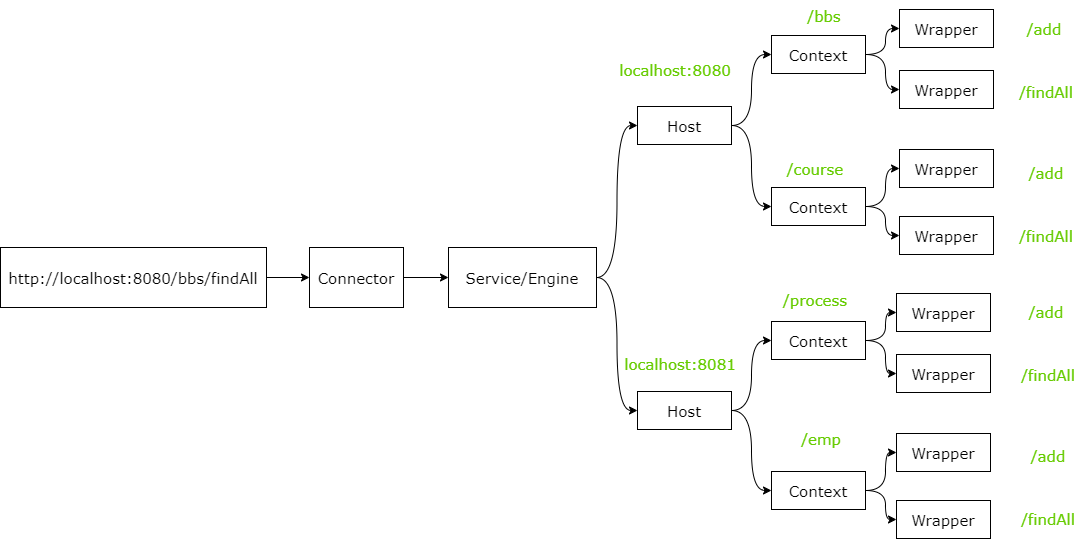 /bbs
Wrapper
/add
Context
localhost:8080
Wrapper
/findAll
Host
/course
Wrapper
/add
Context
Wrapper
/findAll
http://localhost:8080/bbs/findAll
Connector
Service/Engine
/process
Wrapper
/add
Context
localhost:8081
Wrapper
/findAll
Host
/emp
Wrapper
/add
Context
Wrapper
/findAll